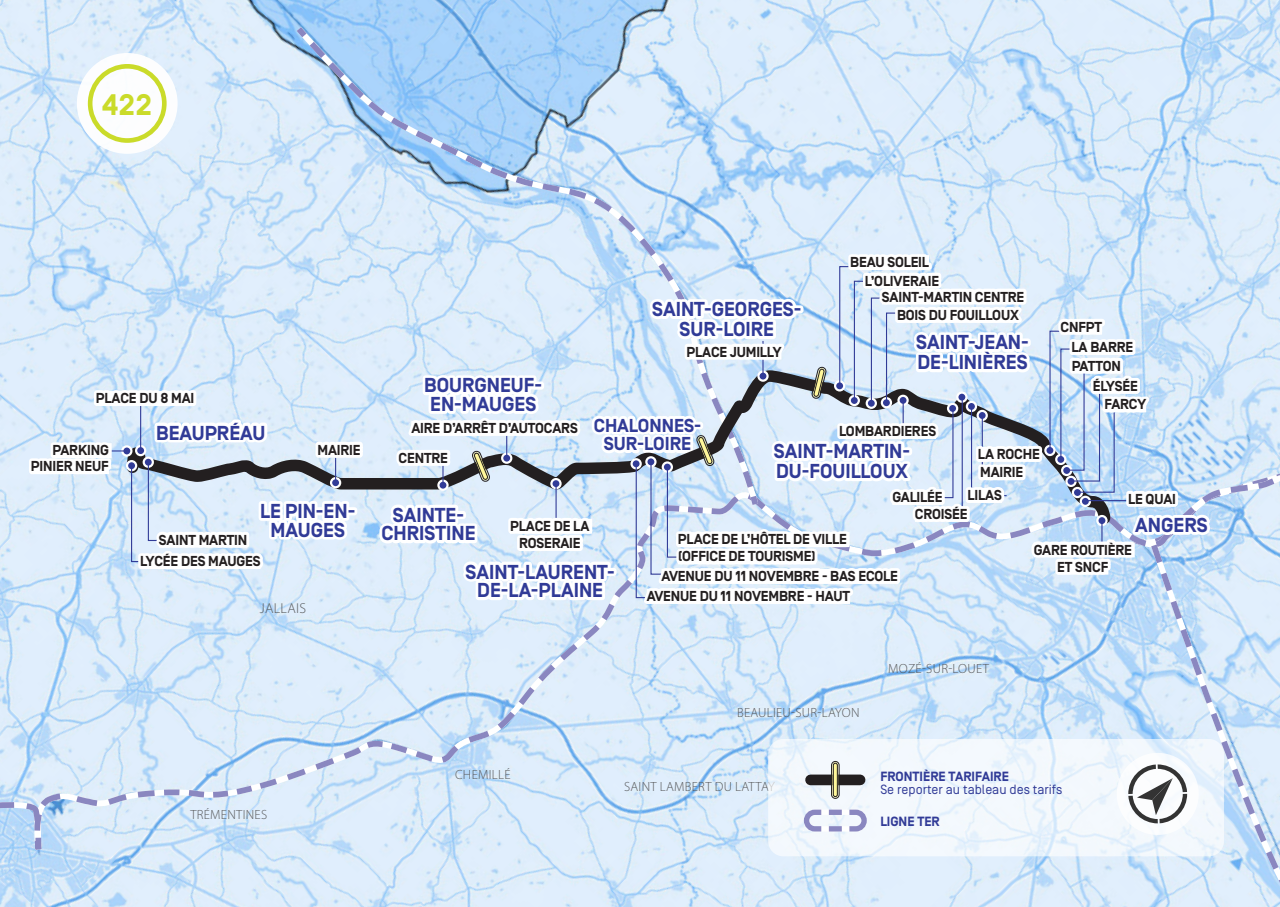 422
PLACE DU 8 MAI
BEAUPRÉAU
PARKING
PINIER NEUF
SAINT MARTIN
LYCÉE DES MAUGES
MAIRIE
LE PIN-EN-
MAUGES
CENTRE
SAINTE-
CHRISTINE
BOURGNEUF-
EN-MAUGES
AIRE D'ARRÊT D'AUTOCARS
PLACE DE LA
ROSERAIE
SAINT-LAURENT-
DE-LA-PLAINE
CHALONNES-
SUR-LOIRE
PLACE DE L'HÔTEL DE VILLE
(OFFICE DE TOURISME)
AVENUE DU 11 NOVEMBRE - BAS ECOLE
AVENUE DU 11 NOVEMBRE - HAUT
SAINT-GEORGES-
SUR-LOIRE
PLACE JUMILLY
BEAU SOLEIL
L'OLIVERAIE
SAINT-MARTIN CENTRE
BOIS DU FOUILLOUX
LOMBARDIERES
SAINT-MARTIN-
DU-FOUILLOUX
SAINT-JEAN-
DE-LINIÈRES
GALILÉE
CROISÉE
LILAS
LA ROCHE
MAIRIE
CNFPT
LA BARRE
PATTON
ÉLYSÉE
FARCY
LE QUAI
ANGERS
GARE ROUTIÈRE
ET SNCF
JALLAIS
MOZÉ-SUR-LOUET
BEAULIEU-SUR-LAYON
CHEMILLÉ
SAINT LAMBERT DU LATTAY
TRÉMENTINES
FRONTIÈRE TARIFAIRE
Se reporter au tableau des tarifs
LIGNE TER